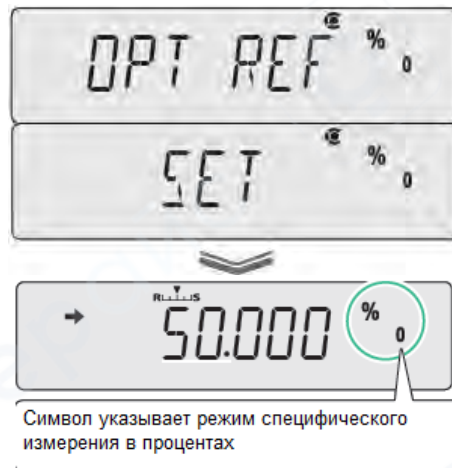 OPT REF % 0
SET % 0
R S
50.000 % 0
Символ указывает режим специфического
измерения в процентах